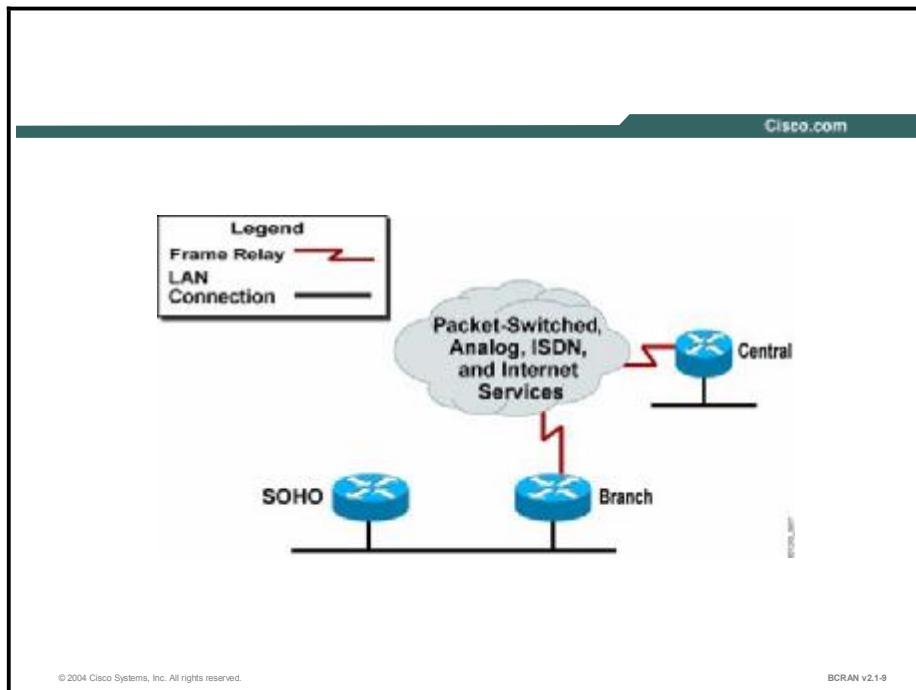 Cisco.com
Legend
Frame Relay
LAN
Connection
Packet-Switched,
Analog, ISDN,
and Internet
Services
Central
SOHO
Branch
© 2004 Cisco Systems, Inc. All rights reserved.
BCRAN v2.1-9